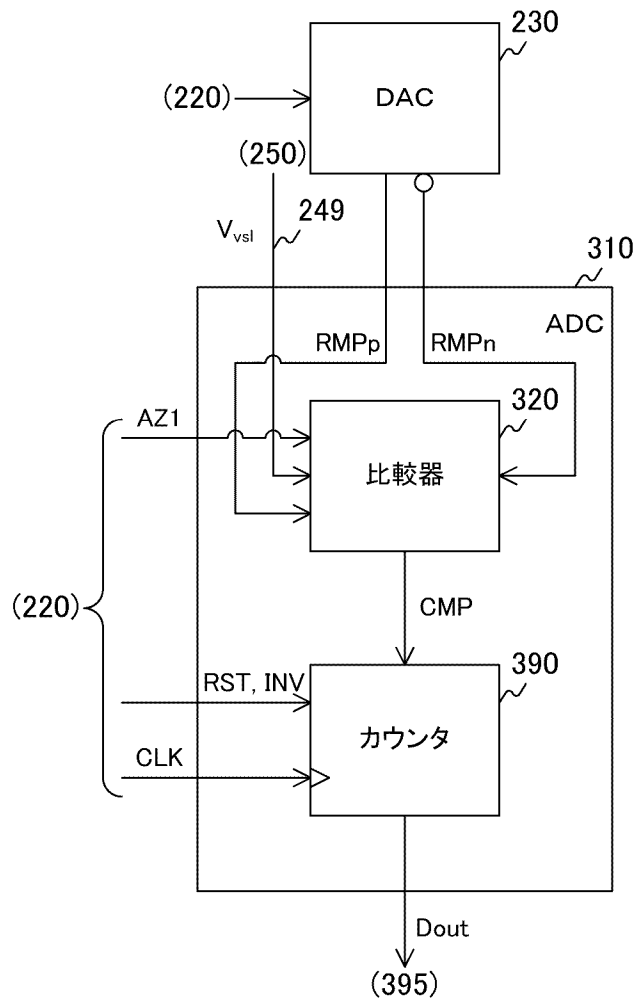 230
DAC
(220)
(250)
249
Vvsl
310
ADC
RMPp
RMPn
320
AZ1
比較器
(220)
CMP
390
RST, INV
カウンタ
CLK
Dout
(395)